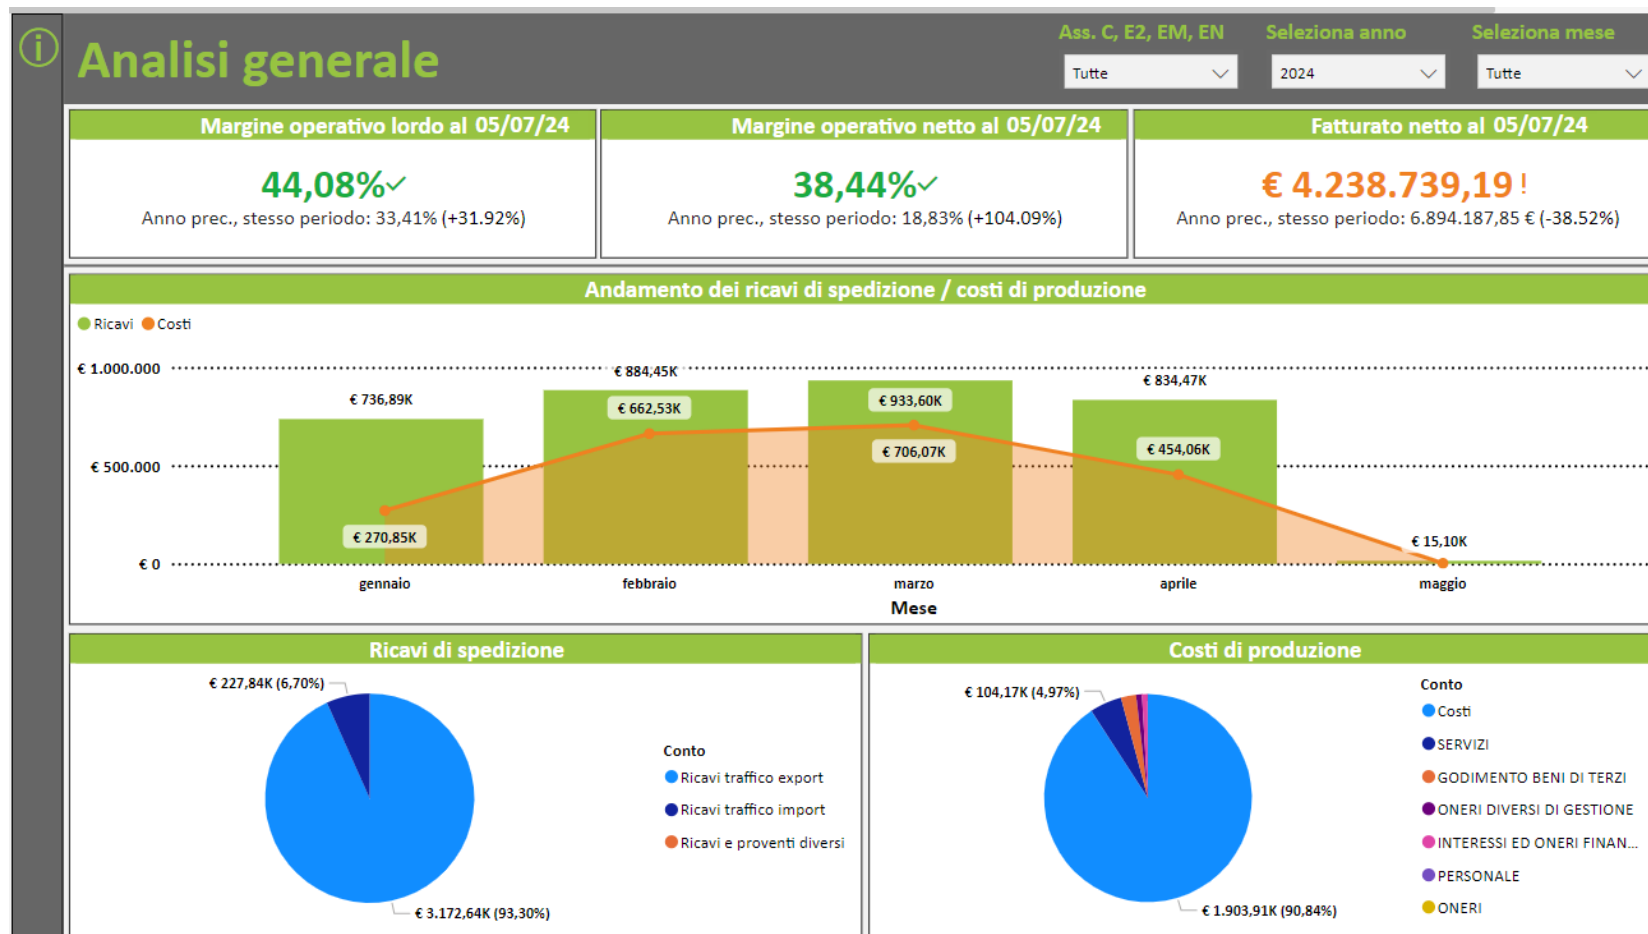 Analisi generale
Ass. C, E2, EM, EN
Seleziona anno
Seleziona mese
Tutte
2024
Tutte
Margine operativo lordo al 05/07/24
44,08%
Anno prec., stesso periodo: 33,41% (+31.92%)
Margine operativo netto al 05/07/24
38,44%
Anno prec., stesso periodo: 18,83% (+104.09%)
Fatturato netto al 05/07/24
€ 4.238.739,19 !
Anno prec., stesso periodo: 6.894.187,85 € (-38.52%)
Andamento dei ricavi di spedizione / costi di produzione
Ricavi Costi
€ 1.000.000
€ 500.000
€ 0
€ 736,89K
€ 884,45K
€ 933,60K
€ 834,47K
€ 15,10K
€ 270,85K
€ 662,53K
€ 706,07K
€ 454,06K
gennaio febbraio marzo aprile maggio
Mese
Ricavi di spedizione
€ 227,84K (6,70%)
€ 3.172,64K (93,30%)
Conto
Ricavi traffico export
Ricavi traffico import
Ricavi e proventi diversi
Costi di produzione
€ 104,17K (4,97%)
€ 1.903,91K (90,84%)
Conto
Costi
SERVIZI
GODIMENTO BENI DI TERZI
ONERI DIVERSI DI GESTIONE
INTERESSI ED ONERI FINAN...
PERSONALE
ONERI